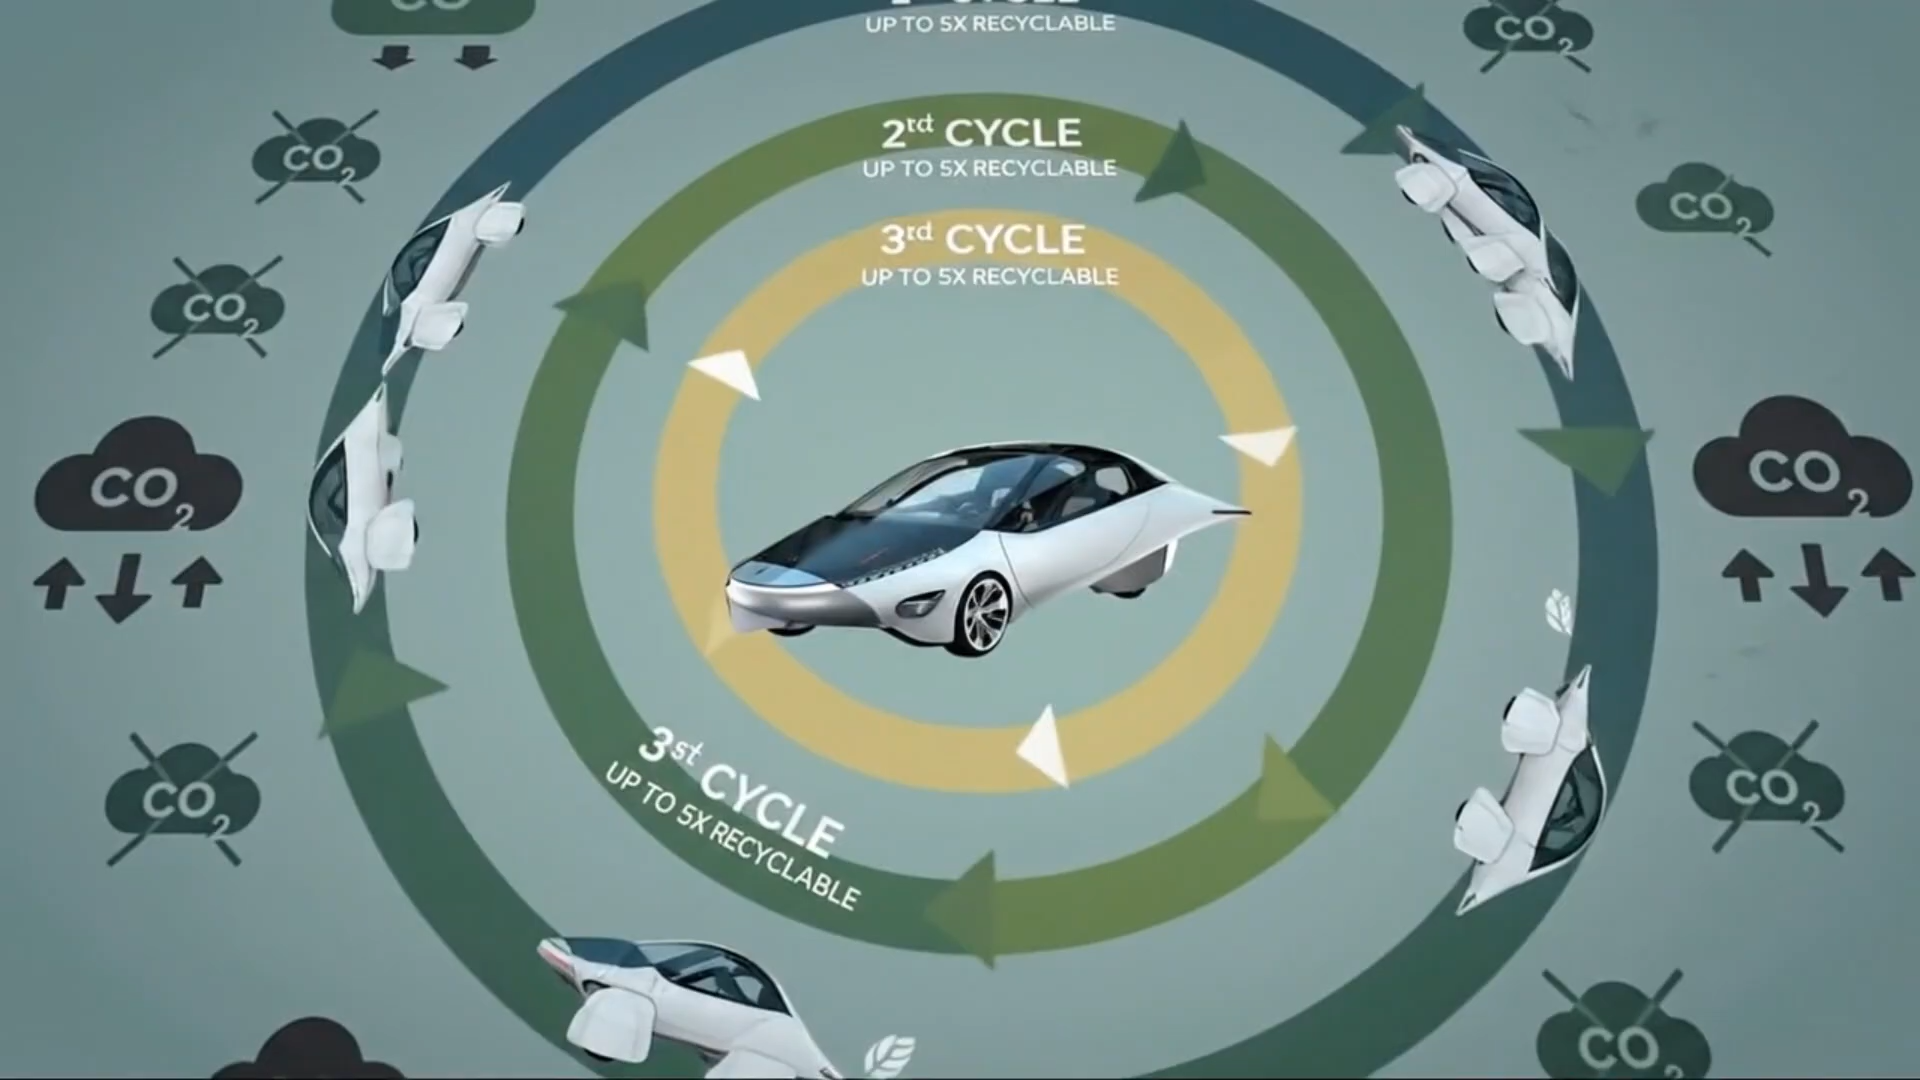 CO
UP TO 5X RECYCLABLE
CO2
CO2
2rd CYCLE
UP TO 5X RECYCLABLE
CO2
3rd CYCLE
UP TO 5X RECYCLABLE
CO2
CO2
CO2
3st CYCLE
UP TO 5X RECYCLABLE
CO2
CO2
CO2